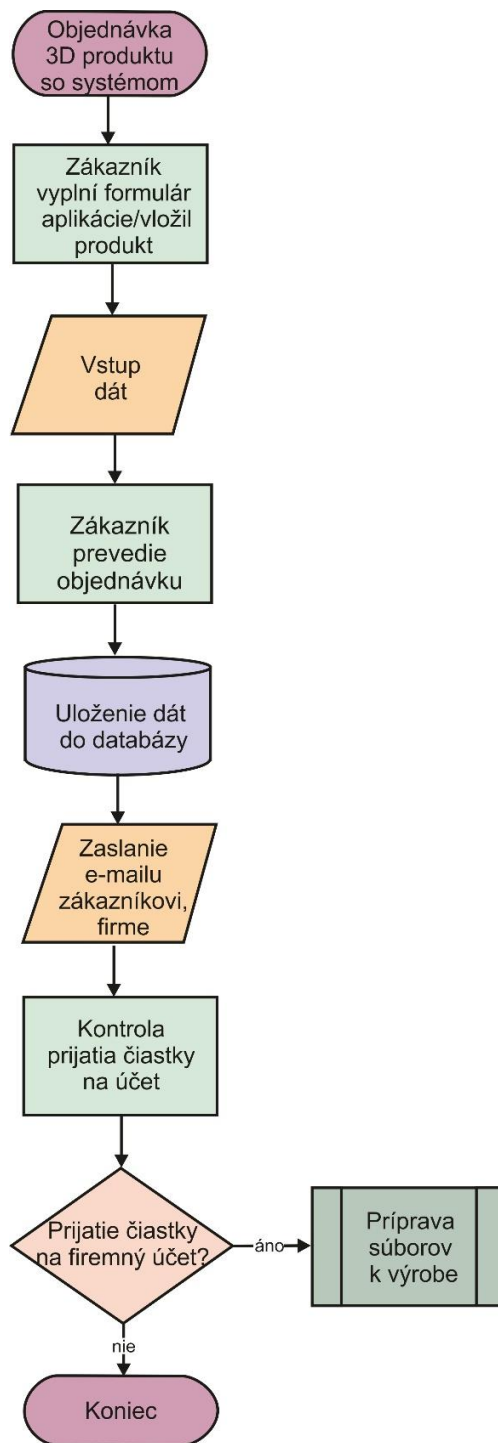 Objednávka
3D produktu
so systémom
Zákazník
vyplní formulár
aplikácie/vložil
produkt
Vstup
dát
Zákazník
prevedie
objednávku
Uloženie dát
do databázy
Zaslanie
e-mailu
zákazníkovi,
firme
Kontrola
prijatia čiastky
na účet
Prijatie čiastky
na firemný účet?
áno
Príprava
súborov
k výrobe
nie
Koniec